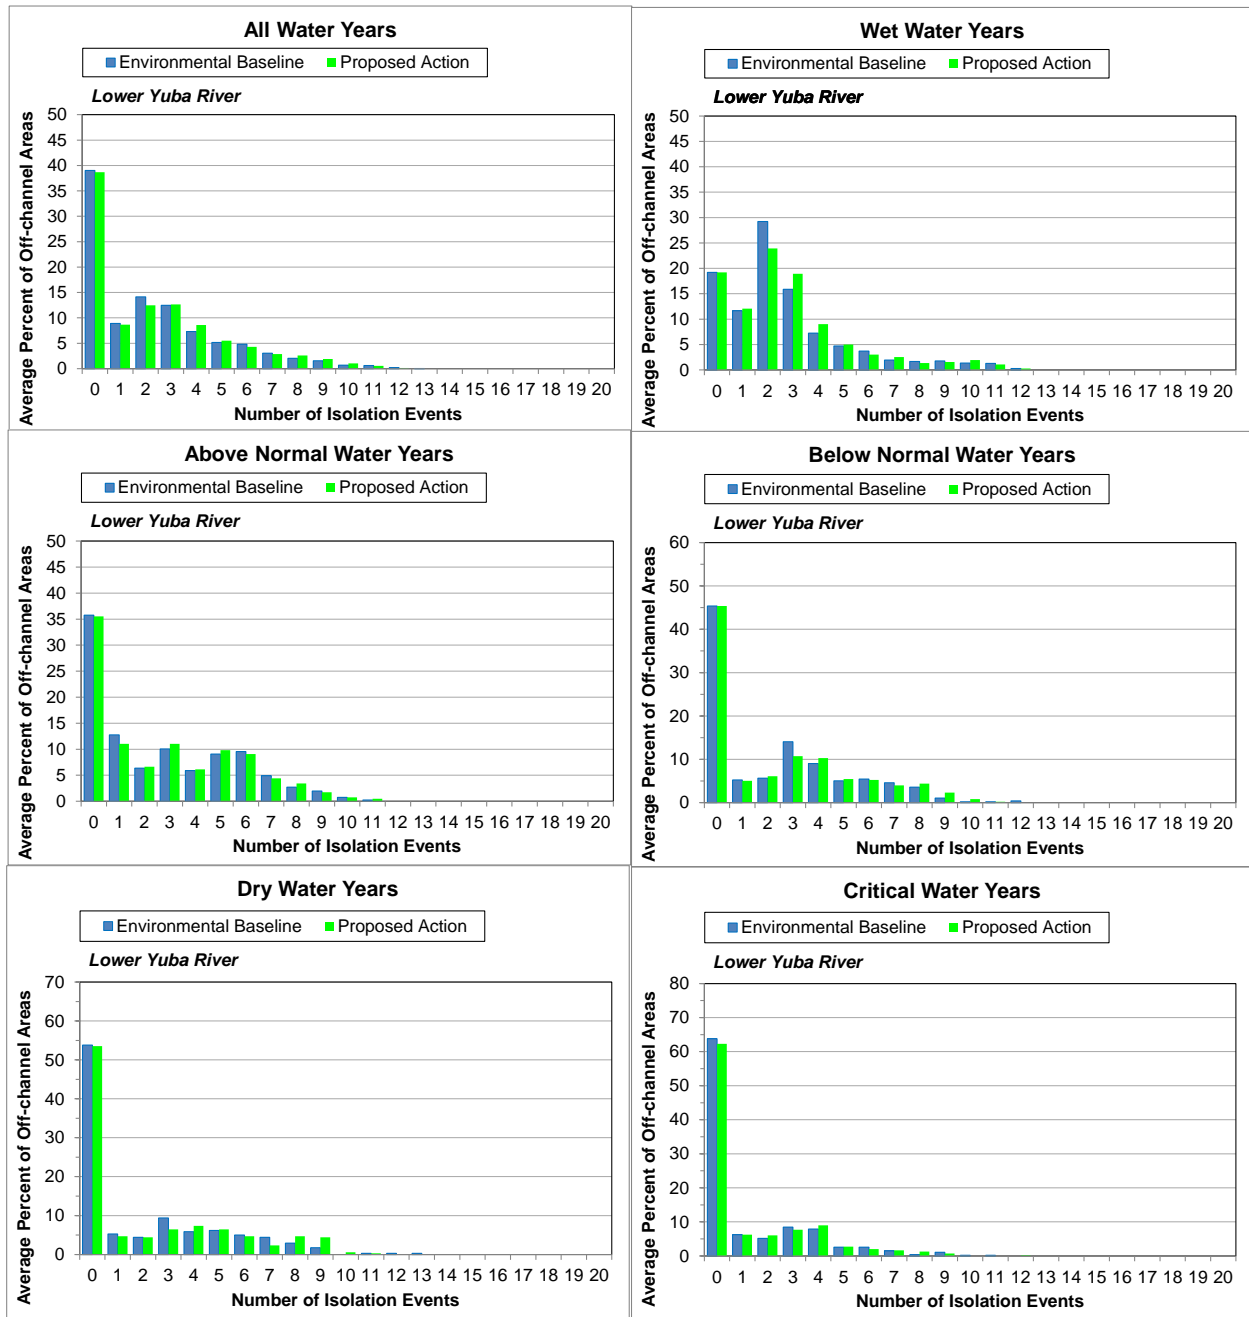 All Water Years
Environmental Baseline Proposed Action
Lower Yuba River
Average Percent of Off-channel Areas
50
45
40
35
30
25
20
15
10
5
0
0 1 2 3 4 5 6 7 8 9 10 11 12 13 14 15 16 17 18 19 20
Number of Isolation Events
Wet Water Years
Environmental Baseline Proposed Action
Lower Yuba River
Average Percent of Off-channel Areas
50
45
40
35
30
25
20
15
10
5
0
0 1 2 3 4 5 6 7 8 9 10 11 12 13 14 15 16 17 18 19 20
Number of Isolation Events
Above Normal Water Years
Environmental Baseline Proposed Action
Lower Yuba River
Average Percent of Off-channel Areas
50
45
40
35
30
25
20
15
10
5
0
0 1 2 3 4 5 6 7 8 9 10 11 12 13 14 15 16 17 18 19 20
Number of Isolation Events
Below Normal Water Years
Environmental Baseline Proposed Action
Lower Yuba River
Average Percent of Off-channel Areas
60
50
40
30
20
10
0
0 1 2 3 4 5 6 7 8 9 10 11 12 13 14 15 16 17 18 19 20
Number of Isolation Events
Dry Water Years
Environmental Baseline Proposed Action
Lower Yuba River
Average Percent of Off-channel Areas
70
60
50
40
30
20
10
0
0 1 2 3 4 5 6 7 8 9 10 11 12 13 14 15 16 17 18 19 20
Number of Isolation Events
Critical Water Years
Environmental Baseline Proposed Action
Lower Yuba River
Average Percent of Off-channel Areas
80
70
60
50
40
30
20
10
0
0 1 2 3 4 5 6 7 8 9 10 11 12 13 14 15 16 17 18 19 20
Number of Isolation Events